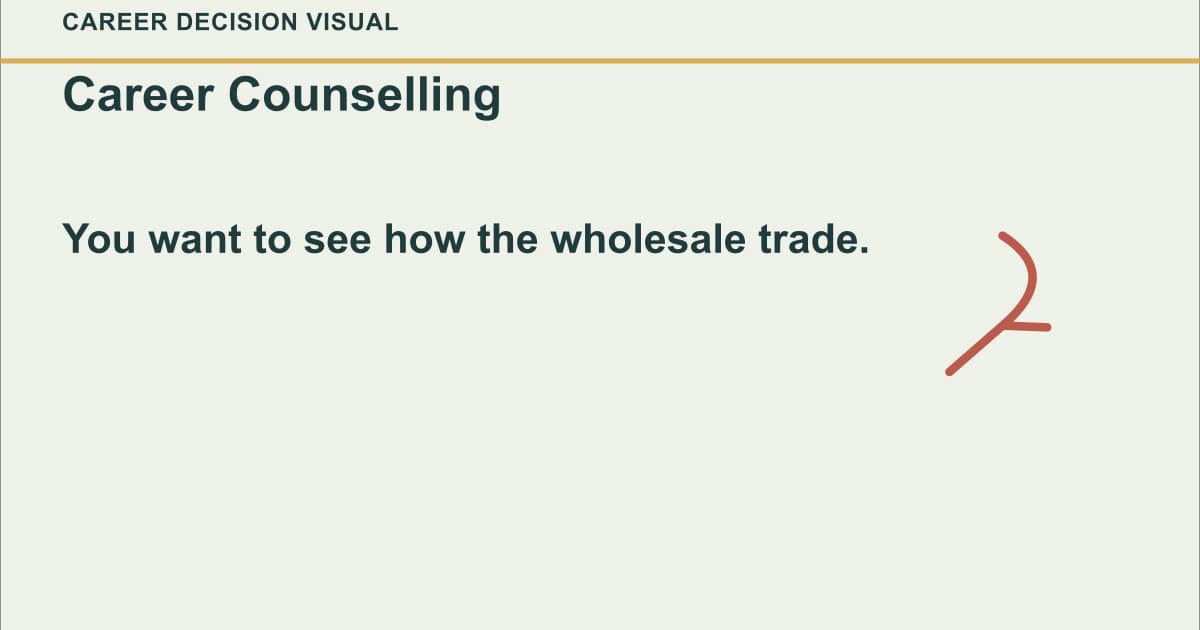 CAREER DECISION VISUAL
Career Counselling
You want to see how the wholesale trade.